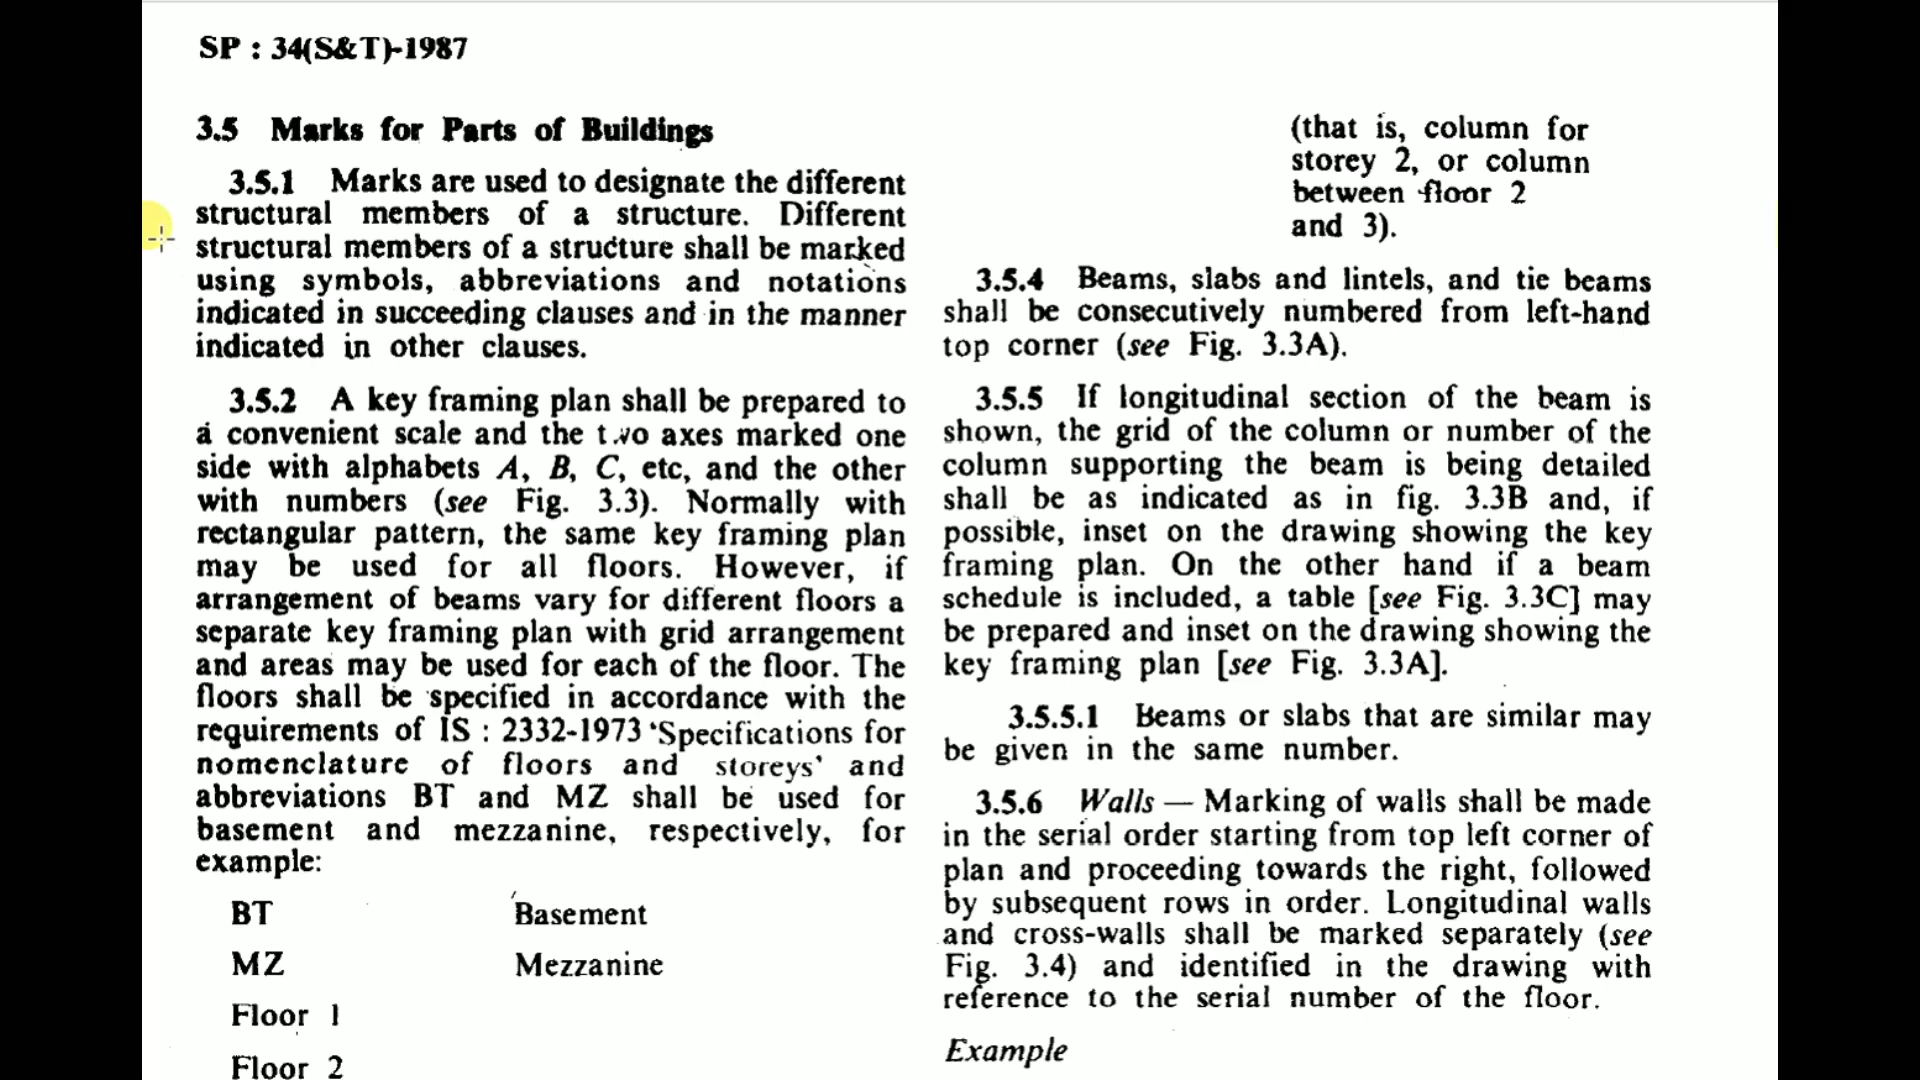 SP : 34(S&T)-1987
3.5 Marks for Parts of Buildings
3.5.1 Marks are used to designate the different
structural members of a structure. Different
structural members of a structure shall be marked
using symbols, abbreviations and notations
indicated in succeeding clauses and in the manner
indicated in other clauses.
3.5.2 A key framing plan shall be prepared to
a convenient scale and the two axes marked one
side with alphabets A, B, C, etc, and the other
with numbers (see Fig. 3.3). Normally with
rectangular pattern, the same key framing plan
may be used for all floors. However, if
arrangement of beams vary for different floors a
separate key framing plan with grid arrangement
and areas may be used for each of the floor. The
floors shall be specified in accordance with the
requirements of IS : 2332-1973 ‘Specifications for
nomenclature of floors and storeys’ and
abbreviations BT and MZ shall be used for
basement and mezzanine, respectively, for
example:
BT Basement
MZ Mezzanine
Floor 1
Floor 2
(that is, column for
storey 2, or column
between floor 2
and 3).
3.5.4 Beams, slabs and lintels, and tie beams
shall be consecutively numbered from left-hand
top corner (see Fig. 3.3A).
3.5.5 If longitudinal section of the beam is
shown, the grid of the column or number of the
column supporting the beam is being detailed
shall be as indicated as in fig. 3.3B and, if
possible, inset on the drawing showing the key
framing plan. On the other hand if a beam
schedule is included, a table [see Fig. 3.3C] may
be prepared and inset on the drawing showing the
key framing plan [see Fig. 3.3A].
3.5.5.1 Beams or slabs that are similar may
be given in the same number.
3.5.6 Walls — Marking of walls shall be made
in the serial order starting from top left corner of
plan and proceeding towards the right, followed
by subsequent rows in order. Longitudinal walls
and cross-walls shall be marked separately (see
Fig. 3.4) and identified in the drawing with
reference to the serial number of the floor.
Example